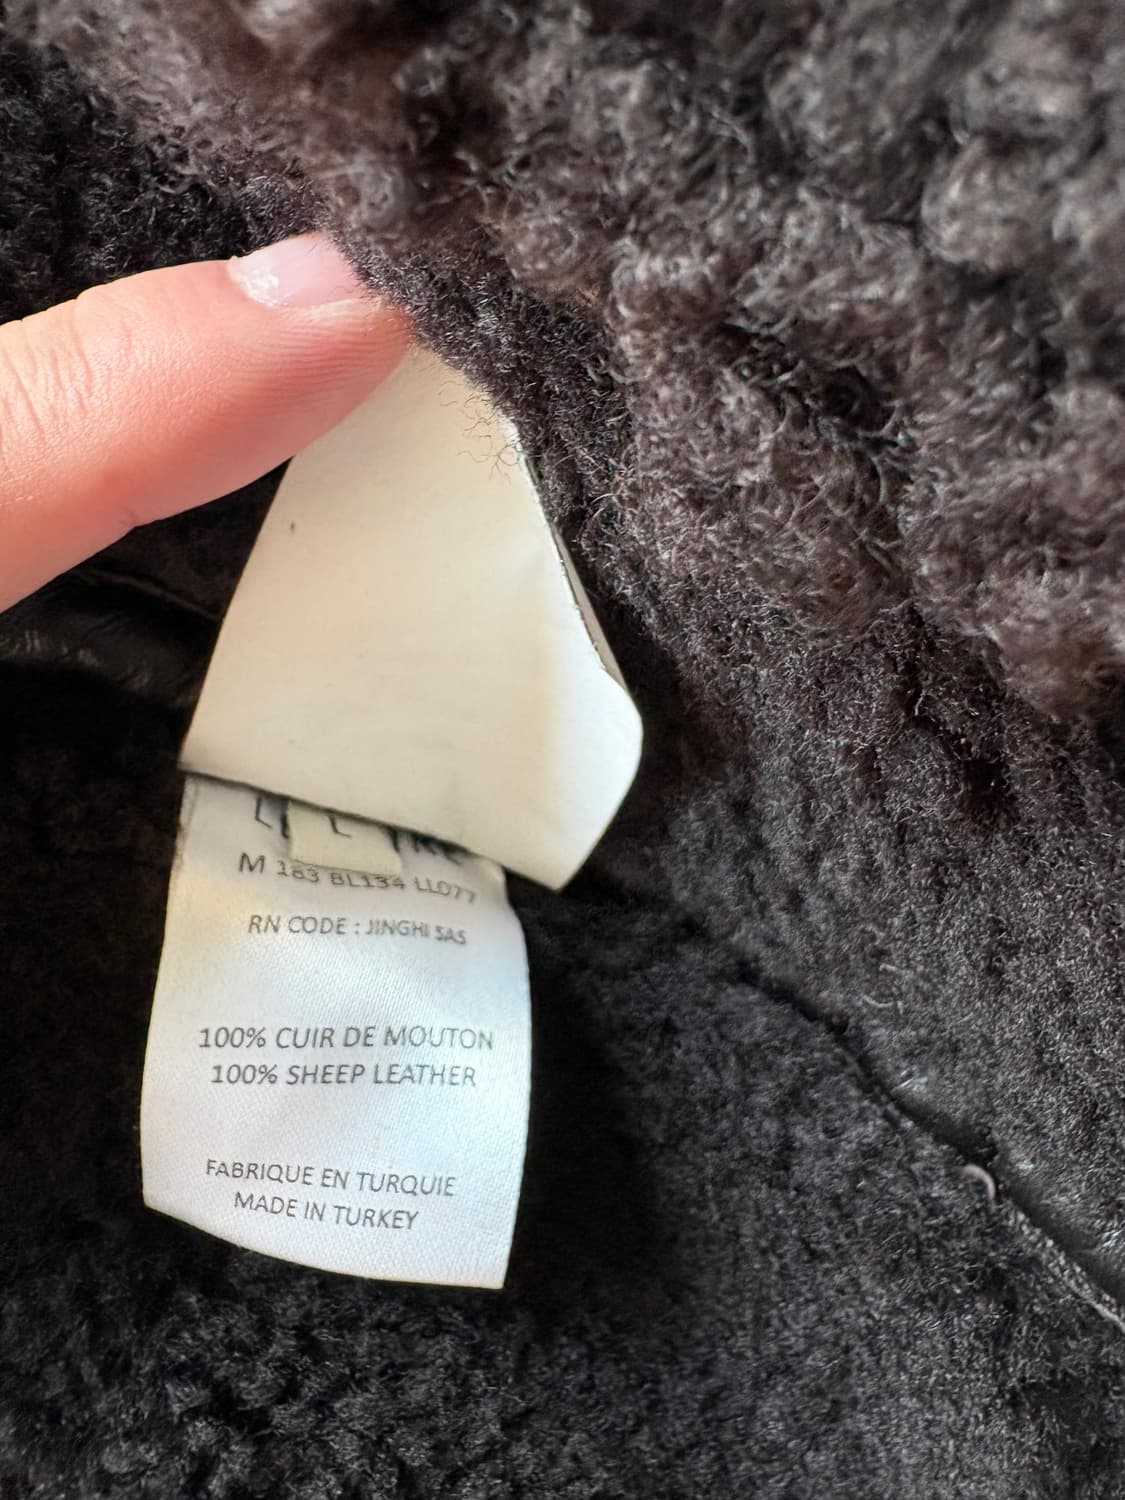 L
M 183 BL134 LL077
RN CODE : JINGHI SAS
100% CUIR DE MOUTON
100% SHEEP LEATHER
FABRIQUE EN TURQUIE
MADE IN TURKEY